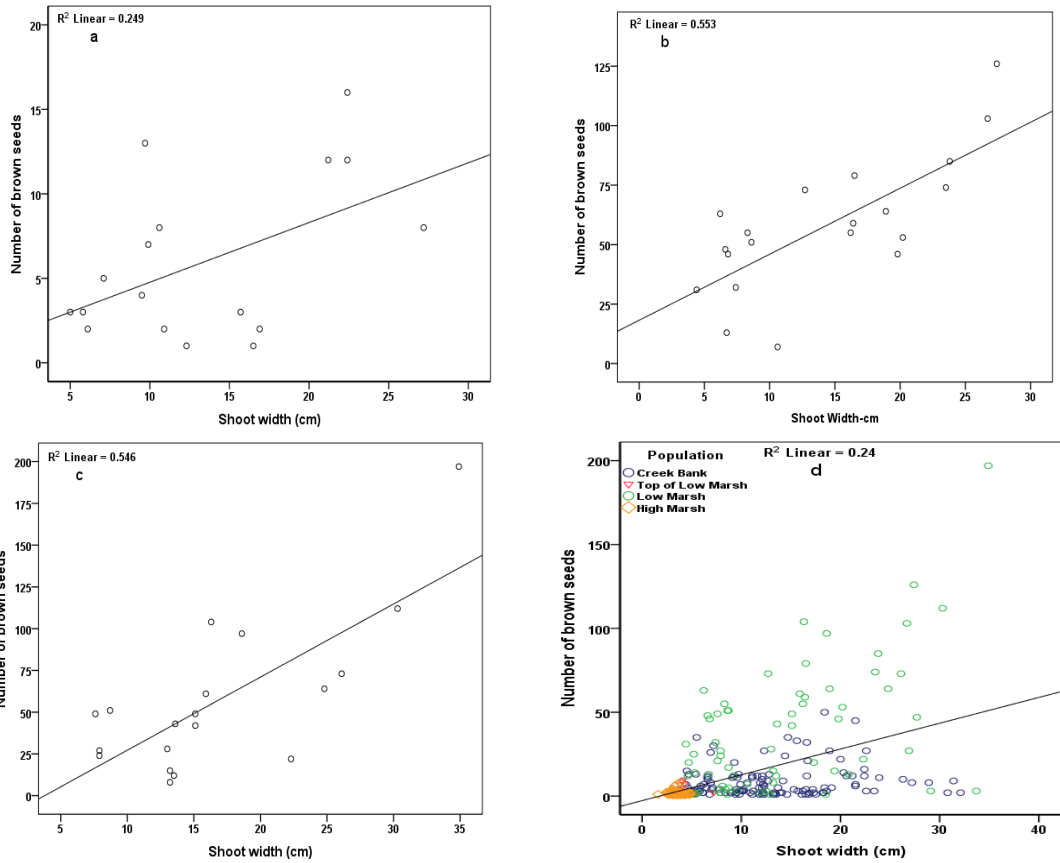 R² Linear = 0.249
a
Number of brown seeds
20
15
10
5
0
5 10 15 20 25 30
Shoot width (cm)
R² Linear = 0.553
b
Number of brown seeds
125
100
75
50
25
0
0 5 10 15 20 25 30
Shoot Width-cm
R² Linear = 0.546
c
Number of brown seeds
200
175
150
125
100
75
50
25
0
5 10 15 20 25 30 35
Shoot width (cm)
Population
Creek Bank
Top of Low Marsh
Low Marsh
High Marsh
R² Linear = 0.24
d
Number of brown seeds
200
150
100
50
0
0 10 20 30 40
Shoot width (cm)